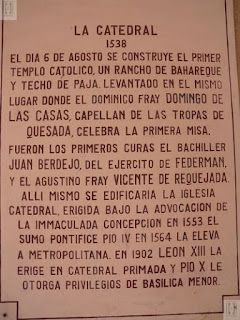 LA CATEDRAL
1538
EL DIA 6 DE AGOSTO SE CONSTRUYE EL PRIMER
TEMPLO CATOLICO, UN RANCHO DE BAHAREQUE
Y TECHO DE PAJA. LEVANTADO EN EL MISMO
LUGAR DONDE EL DOMINICO FRAY DOMINGO DE
LAS CASAS, CAPELLAN DE LAS TROPAS DE
QUESADA, CELEBRA LA PRIMERA MISA.
FUERON LOS PRIMEROS CURAS EL BACHILLER
JUAN BERDEJO, DEL EJERCITO DE FEDERMAN,
Y EL AGUSTINO FRAY VICENTE DE REQUEJADA.
ALLI MISMO SE EDIFICARIA LA IGLESIA
CATEDRAL, ERIGIDA BAJO LA ADVOCACION DE
LA INMACULADA CONCEPCION EN 1553 EL
SUMO PONTIFICE PIO IV EN 1564 LA ELEVA
A METROPOLITANA. EN 1902 LEON XIII LA
ERIGE EN CATEDRAL PRIMADA Y PIO X LE
OTORGA PRIVILEGIOS DE BASILICA MENOR.